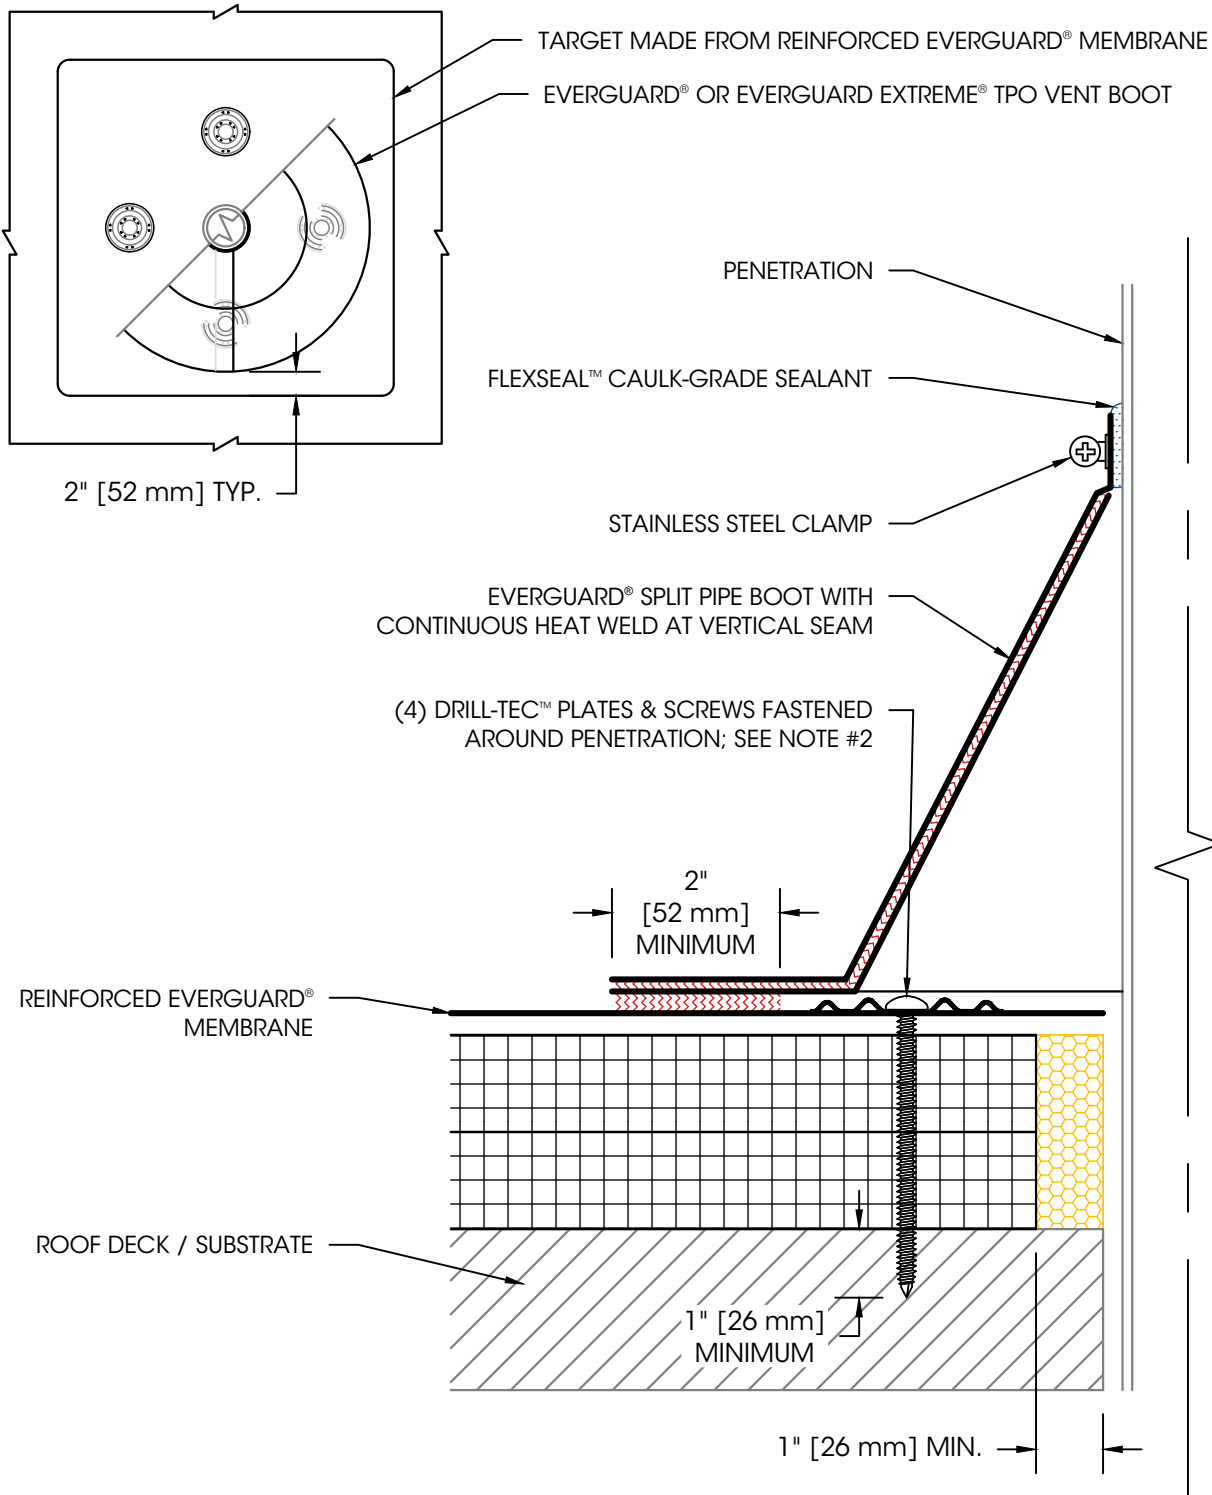 TARGET MADE FROM REINFORCED EVERGUARD® MEMBRANE
EVERGUARD® OR EVERGUARD EXTREME® TPO VENT BOOT
PENETRATION
FLEXSEAL™ CAULK-GRADE SEALANT
2" [52 mm] TYP.
STAINLESS STEEL CLAMP
EVERGUARD® SPLIT PIPE BOOT WITH
CONTINUOUS HEAT WELD AT VERTICAL SEAM
(4) DRILL-TEC™ PLATES & SCREWS FASTENED
AROUND PENETRATION; SEE NOTE #2
2"
[52 mm]
MINIMUM
REINFORCED EVERGUARD®
MEMBRANE
ROOF DECK / SUBSTRATE
1" [26 mm]
MINIMUM
1" [26 mm] MIN.